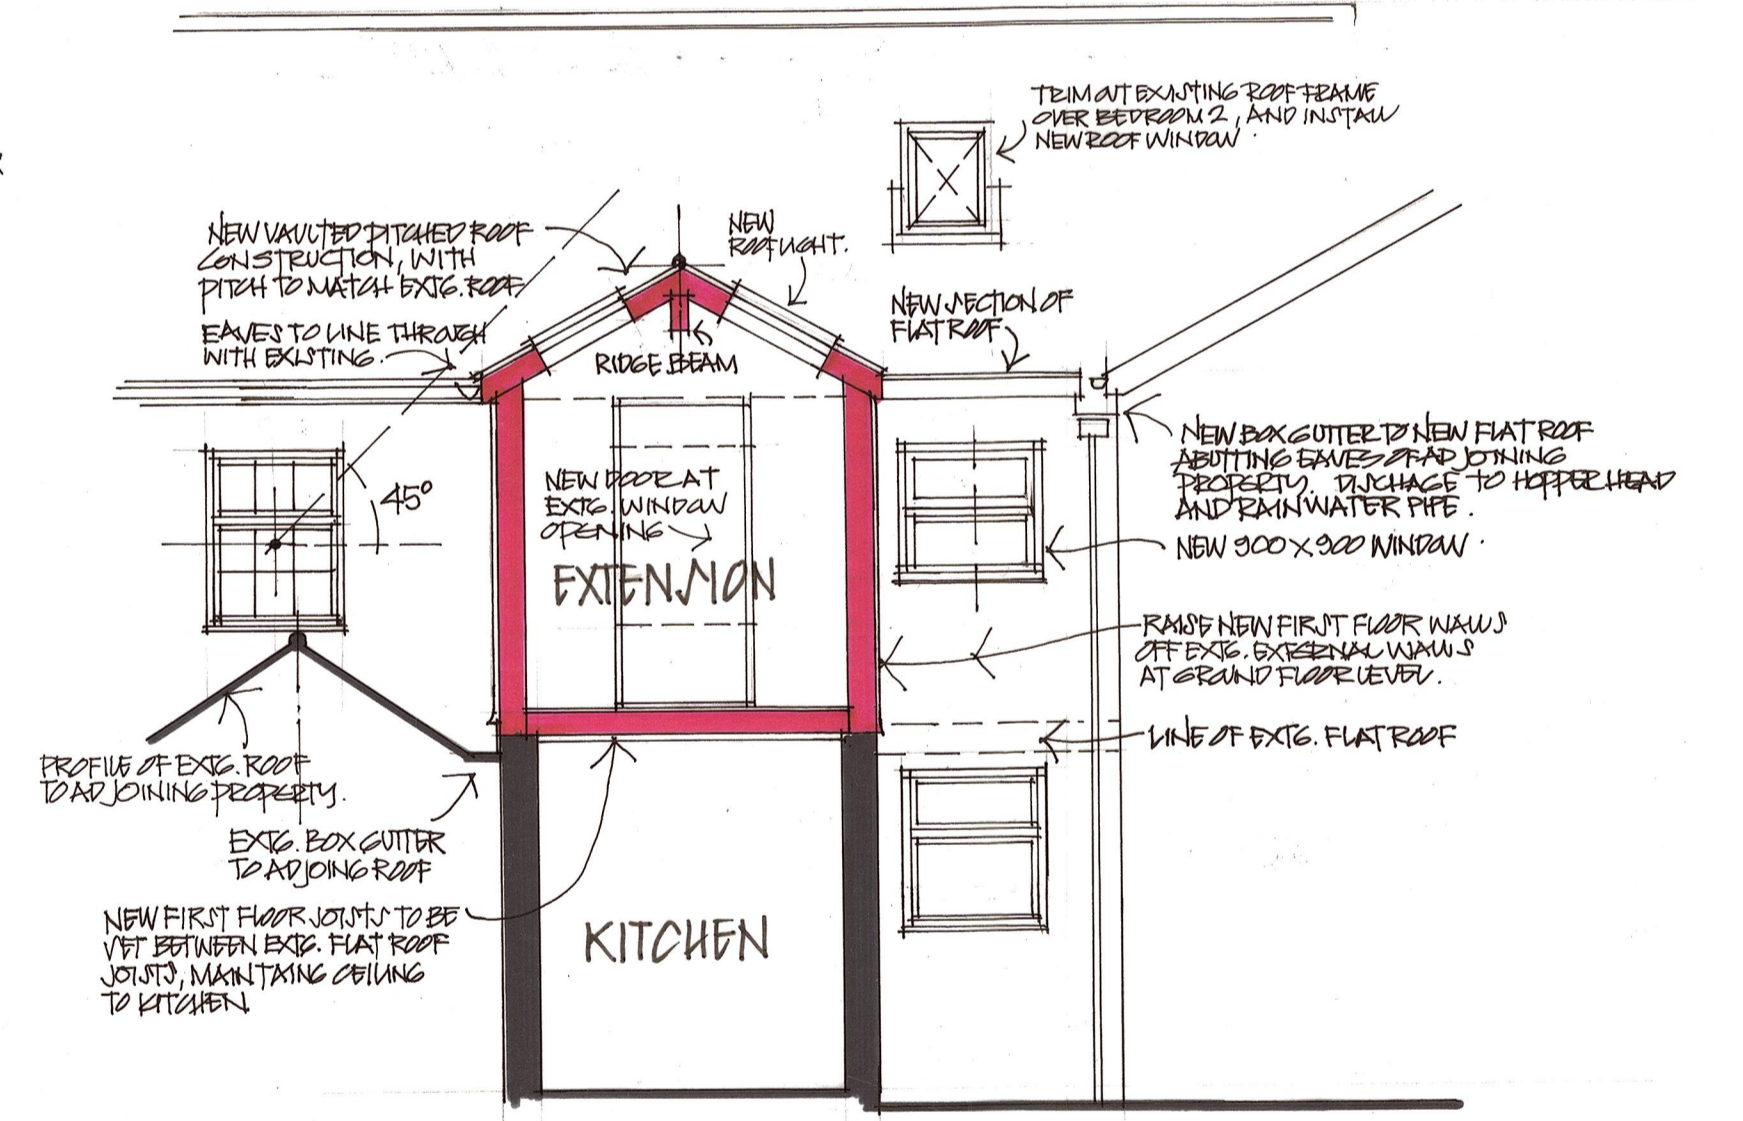 TRIM OUT EXISTING ROOF FRAME
OVER BEDROOM 2, AND INSTALL
NEW ROOF WINDOW.
NEW VAULTED PITCHED ROOF
CONSTRUCTION, WITH
PITCH TO MATCH EXTG. ROOF.
NEW
ROOFLIGHT.
EAVES TO LINE THROUGH
WITH EXISTING.
RIDGE BEAM
NEW SECTION OF
FLAT ROOF
NEW BOX GUTTER TO NEW FLAT ROOF
ABUTTING EAVES OF ADJOINING
PROPERTY. DISCHAGE TO HOPPER HEAD
AND RAINWATER PIPE.
45°
NEW DOOR AT
EXTG. WINDOW
OPENING
EXTENSION
NEW 900 X 900 WINDOW.
RAISE NEW FIRST FLOOR WALLS
OFF EXTG. EXTERNAL WALLS
AT GROUND FLOOR LEVEL.
LINE OF EXTG. FLAT ROOF
PROFILE OF EXTG. ROOF
TO ADJOINING PROPERTY.
EXTG. BOX GUTTER
TO ADJOING ROOF
NEW FIRST FLOOR JOISTS TO BE
SET BETWEEN EXTG. FLAT ROOF
JOISTS, MAINTAING CEILING
TO KITCHEN.
KITCHEN